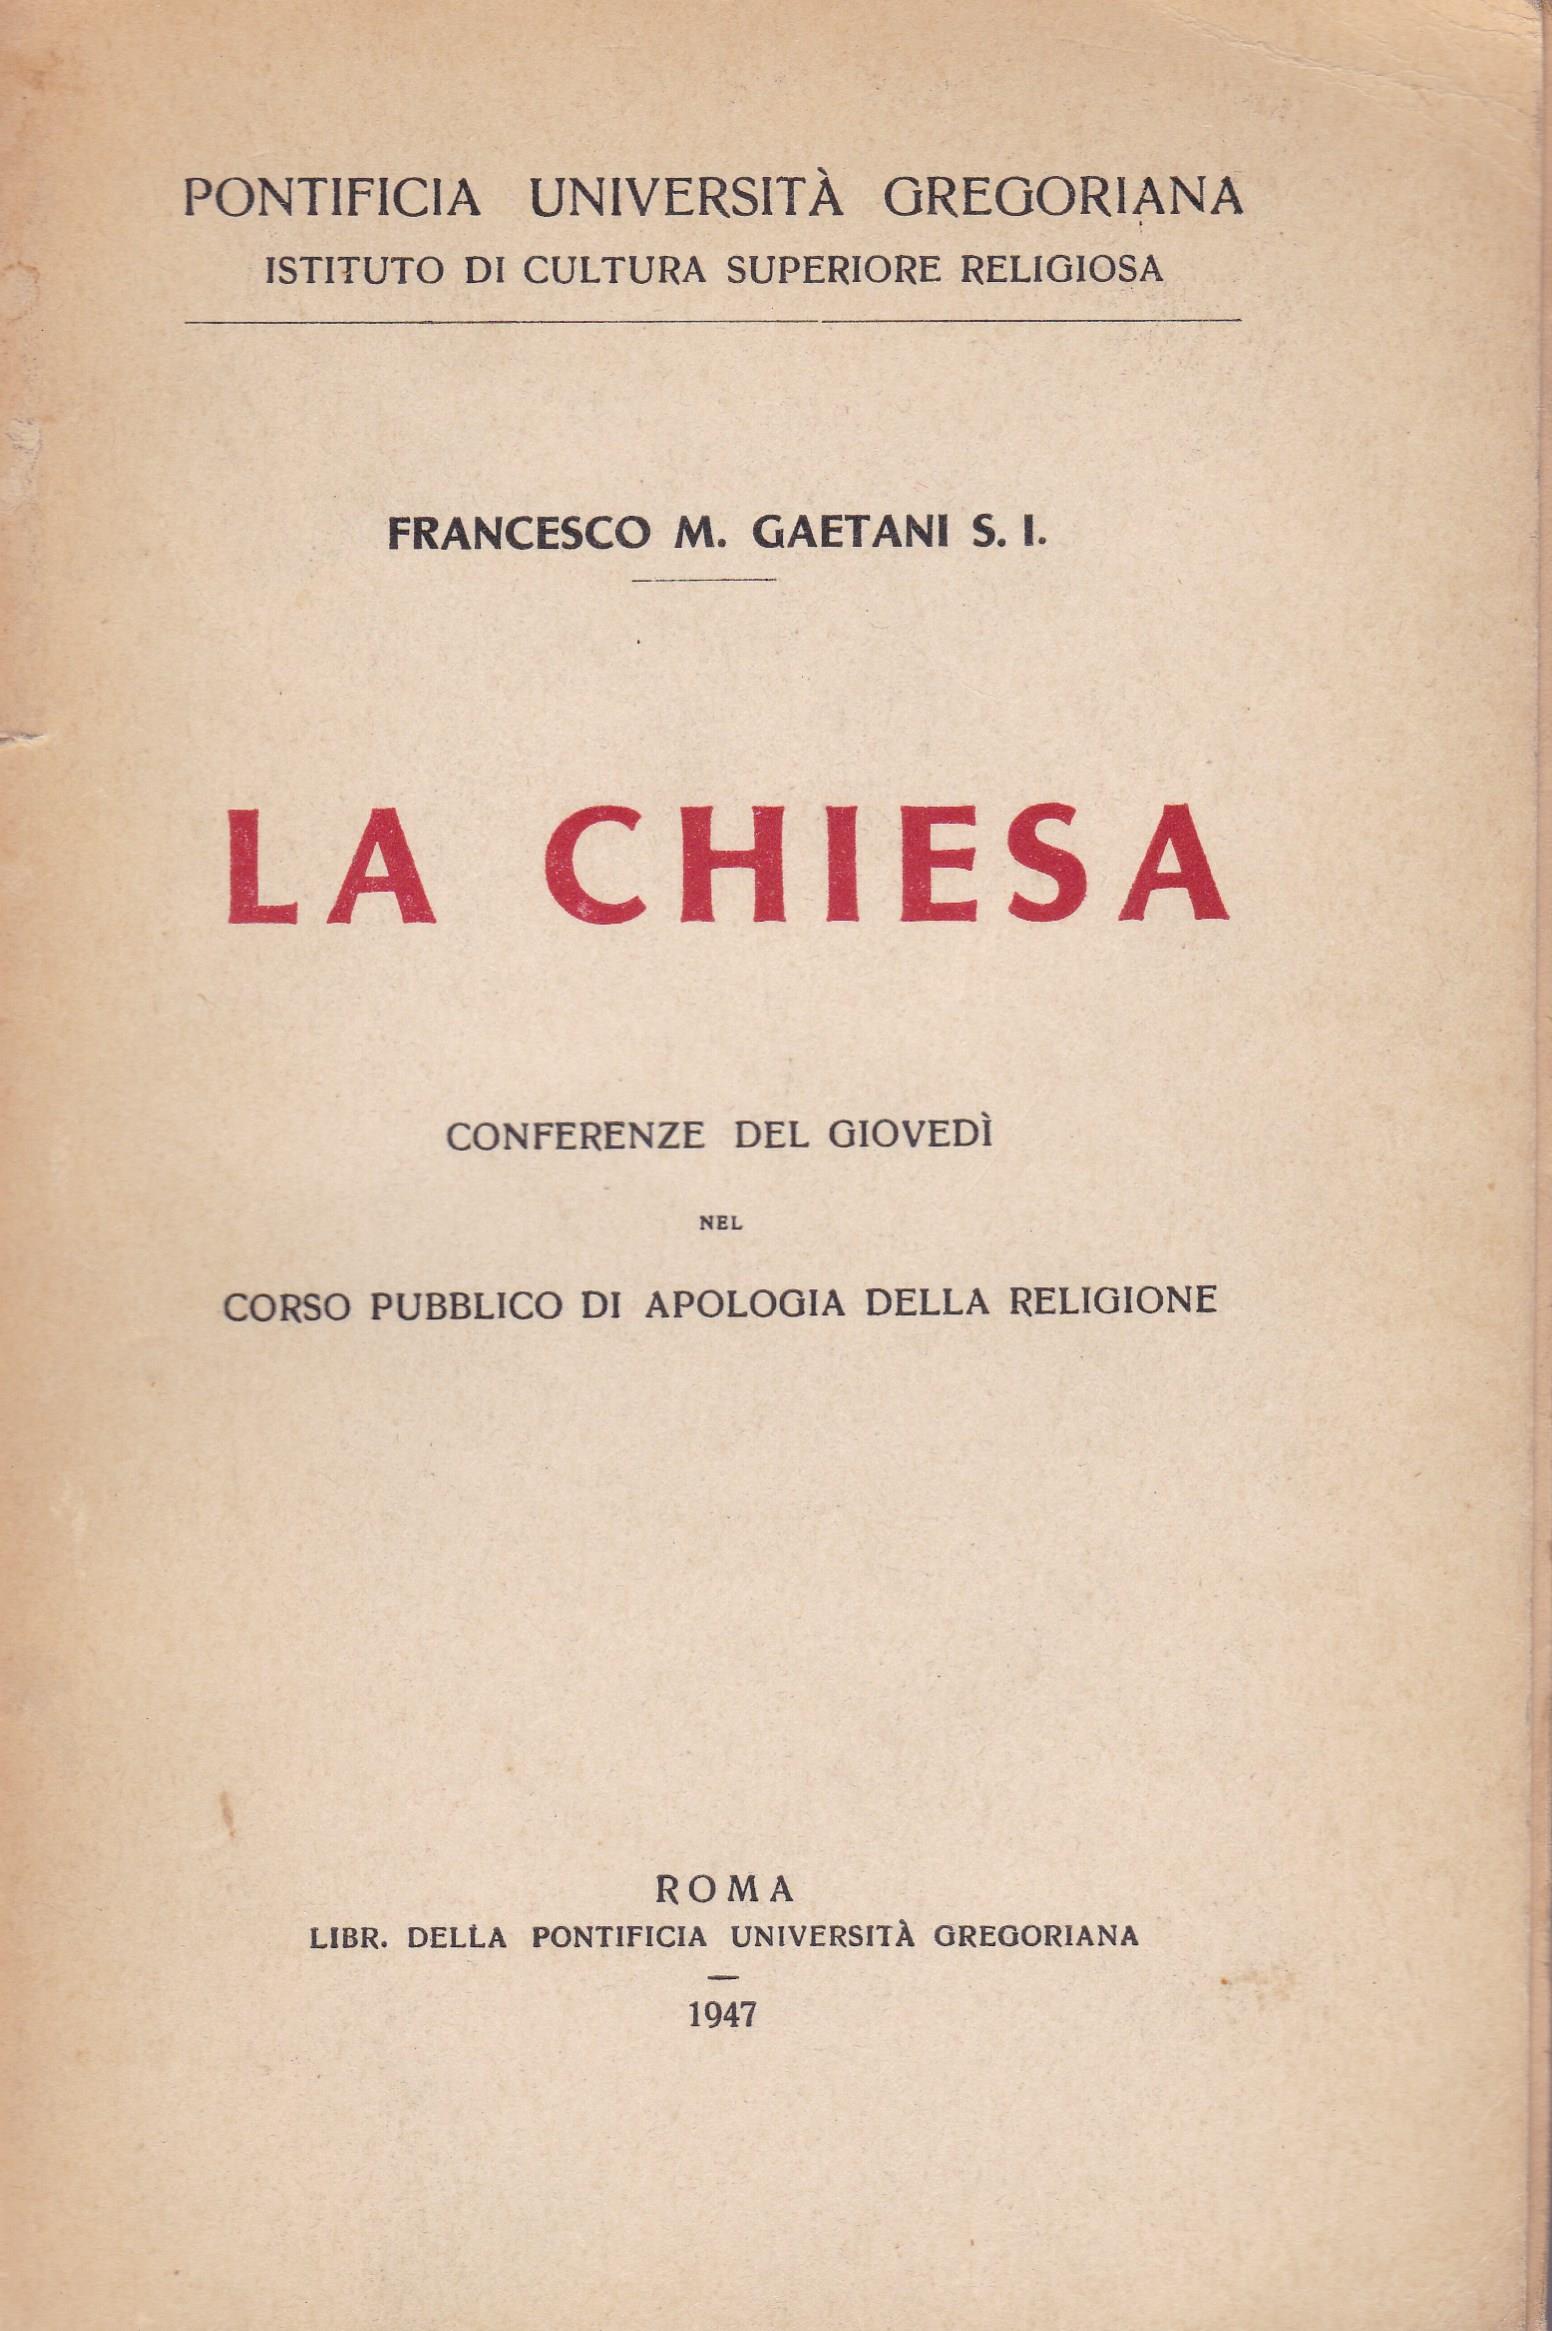 PONTIFICIA UNIVERSITÀ GREGORIANA
ISTITUTO DI CULTURA SUPERIORE RELIGIOSA
FRANCESCO M. GAETANI S. I.
LA CHIESA
CONFERENZE DEL GIOVEDÌ
NEL
CORSO PUBBLICO DI APOLOGIA DELLA RELIGIONE
ROMA
LIBR. DELLA PONTIFICIA UNIVERSITÀ GREGORIANA
1947